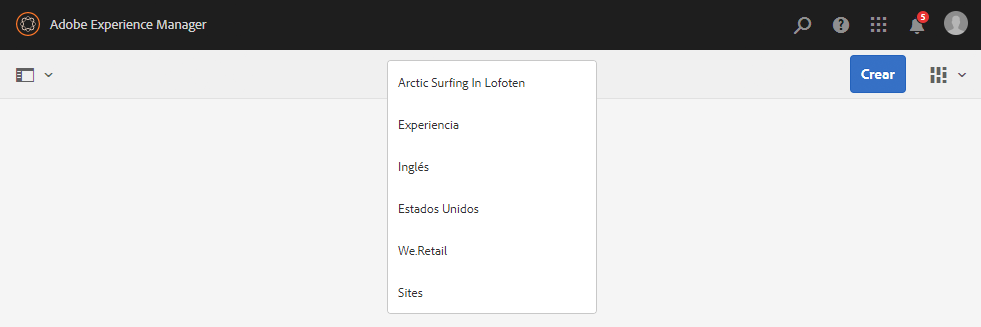 Adobe Experience Manager
5
Crear
Arctic Surfing In Lofoten
Experiencia
Inglés
Estados Unidos
We.Retail
Sites